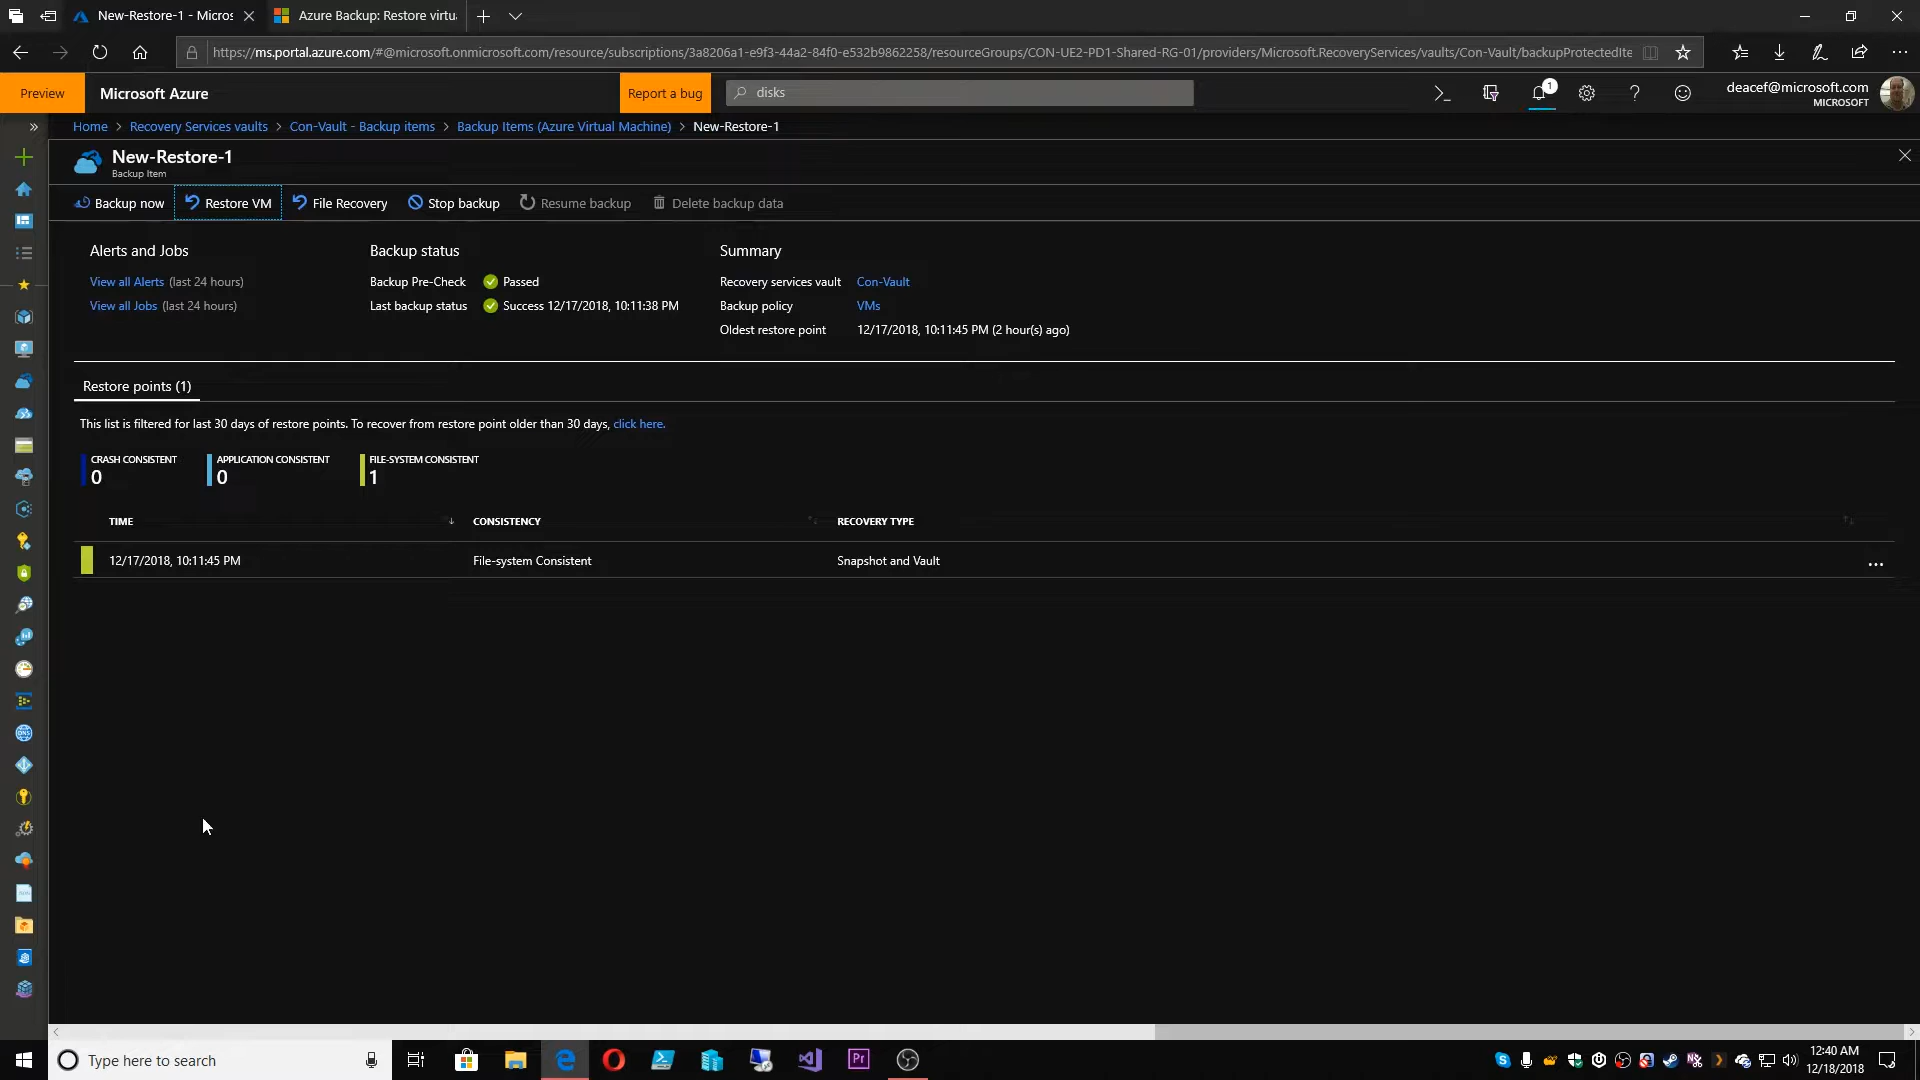 New-Restore-1 - Micros
Azure Backup: Restore virtu
https://ms.portal.azure.com/#@microsoft.onmicrosoft.com/resource/subscriptions/3a8206a1-e9f3-44a2-84f0-e532b9862258/resourceGroups/CON-UE2-PD1-Shared-RG-01/providers/Microsoft.RecoveryServices/vaults/Con-Vault/backupProtectedIte
Preview
Microsoft Azure
Report a bug
disks
1
deacef@microsoft.com
MICROSOFT
Home > Recovery Services vaults > Con-Vault - Backup items > Backup Items (Azure Virtual Machine) > New-Restore-1
New-Restore-1
Backup Item
Backup now Restore VM File Recovery Stop backup Resume backup Delete backup data
Alerts and Jobs
View all Alerts (last 24 hours)
View all Jobs (last 24 hours)
Backup status
Backup Pre-Check Passed
Last backup status Success 12/17/2018, 10:11:38 PM
Summary
Recovery services vault Con-Vault
Backup policy VMs
Oldest restore point 12/17/2018, 10:11:45 PM (2 hour(s) ago)
Restore points (1)
This list is filtered for last 30 days of restore points. To recover from restore point older than 30 days, click here.
CRASH CONSISTENT
0
APPLICATION CONSISTENT
0
FILE-SYSTEM CONSISTENT
1
TIME CONSISTENCY RECOVERY TYPE
12/17/2018, 10:11:45 PM File-system Consistent Snapshot and Vault
DNS
Type here to search
Pr
12:40 AM
12/18/2018